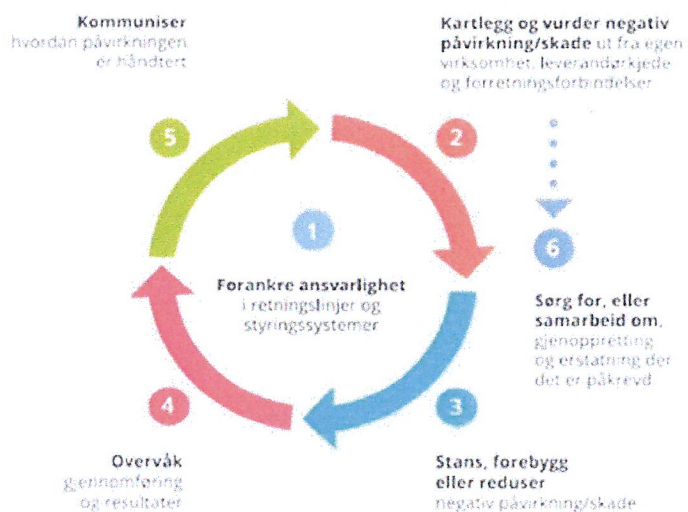 Kommuniser
hvordan påvirkningen
er håndtert
5
Kartlegg og vurder negativ
påvirkning/skade ut fra egen
virksomhet, leverandørkjede
og forretningsforbindelser
2
1
Forankre ansvarlighet
i retningslinjer og
styringssystemer
6
Sørg for, eller
samarbeid om,
gjenoppretting
og erstatning der
det er påkrevd
4
Overvåk
gjennomføring
og resultater
3
Stans, forebygg
eller reduser
negativ påvirkning/skade